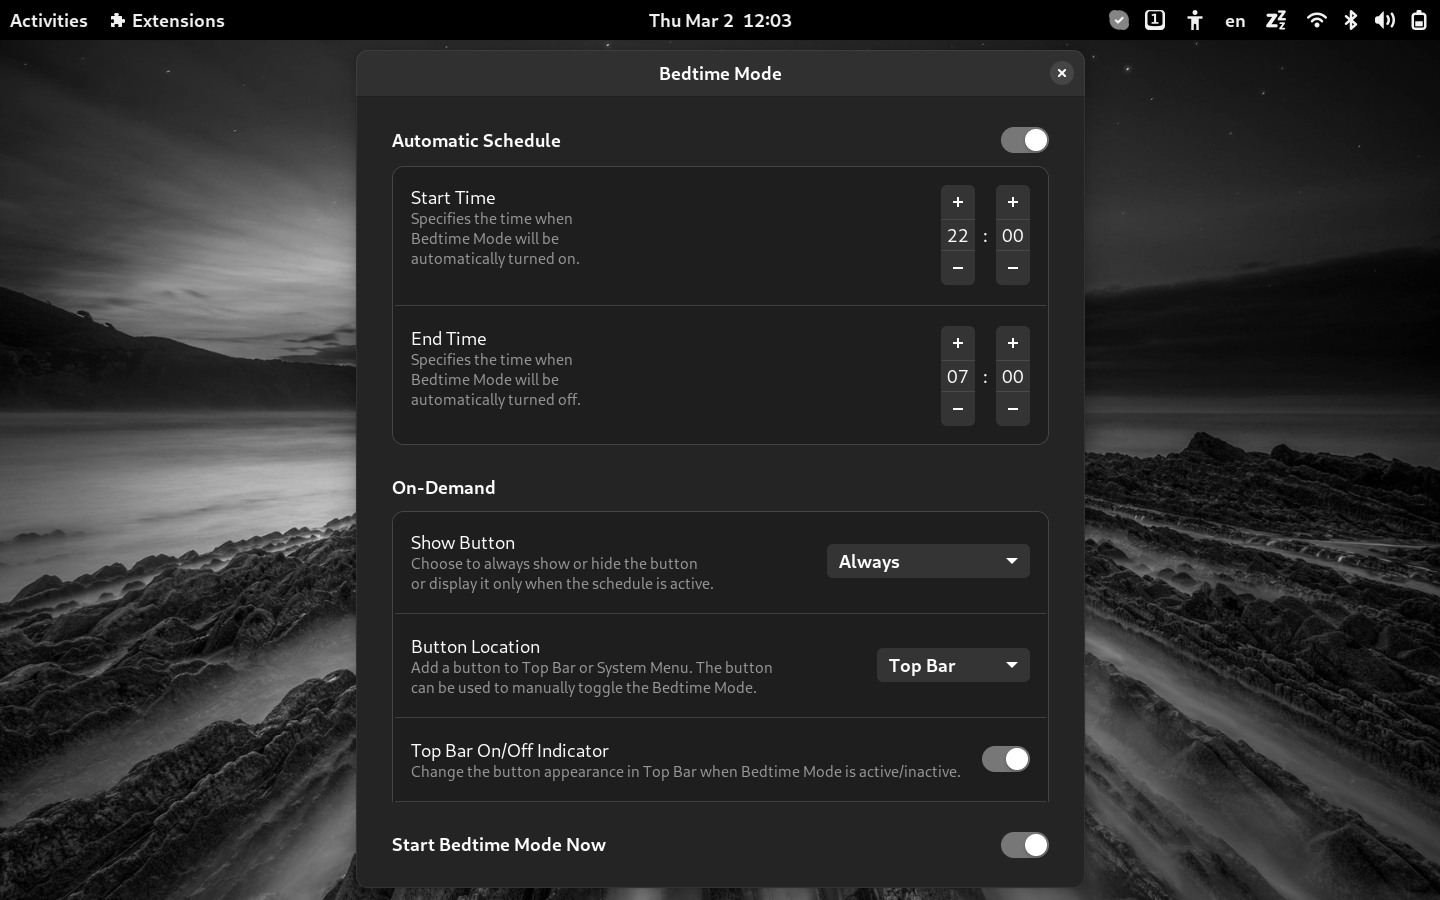 Activities Extensions Thu Mar 2 12:03 1 en zzz
Bedtime Mode
Automatic Schedule
Start Time
Specifies the time when
Bedtime Mode will be
automatically turned on.
+ +
22 : 00
− −
End Time
Specifies the time when
Bedtime Mode will be
automatically turned off.
+ +
07 : 00
− −
On-Demand
Show Button
Choose to always show or hide the button
or display it only when the schedule is active.
Always
Button Location
Add a button to Top Bar or System Menu. The button
can be used to manually toggle the Bedtime Mode.
Top Bar
Top Bar On/Off Indicator
Change the button appearance in Top Bar when Bedtime Mode is active/inactive.
Start Bedtime Mode Now